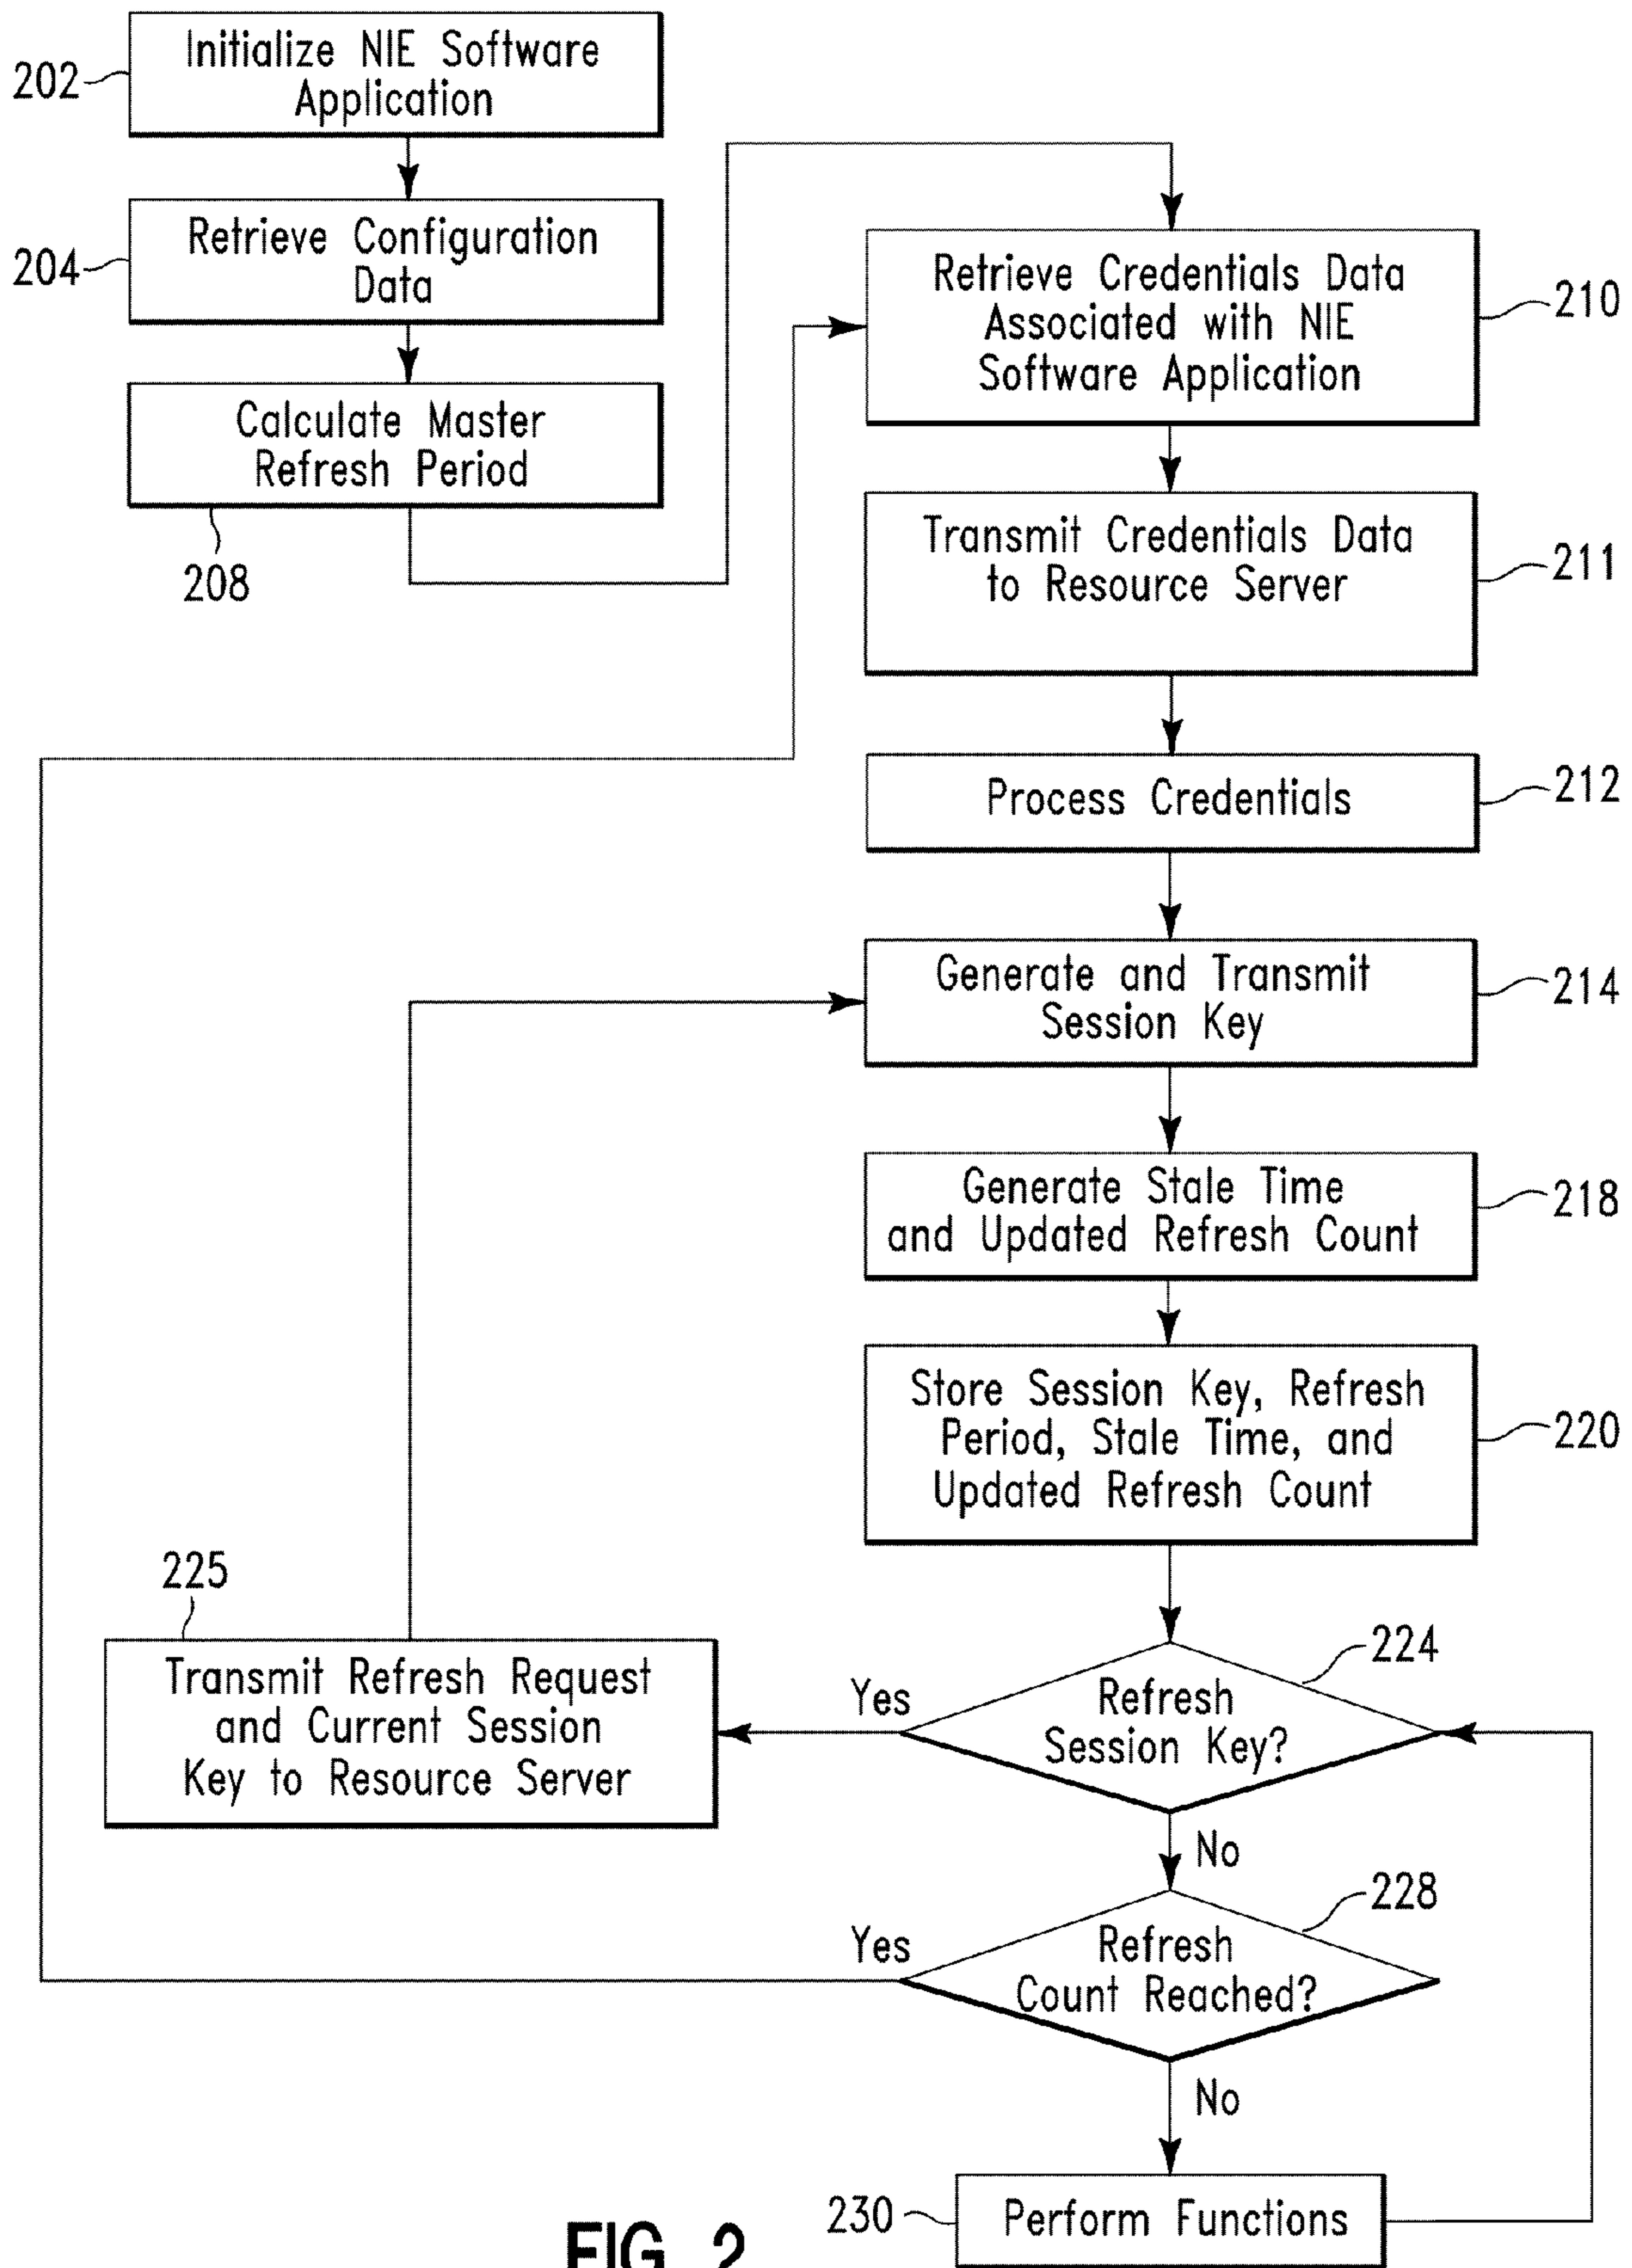 202
Initialize NIE Software
Application
204
Retrieve Configuration
Data
Calculate Master
Refresh Period
208
Retrieve Credentials Data
Associated with NIE
Software Application
210
Transmit Credentials Data
to Resource Server
211
Process Credentials
212
Generate and Transmit
Session Key
214
Generate Stale Time
and Updated Refresh Count
218
Store Session Key, Refresh
Period, Stale Time, and
Updated Refresh Count
220
225
Transmit Refresh Request
and Current Session
Key to Resource Server
Yes
Refresh
Session Key?
224
No
Yes
Refresh
Count Reached?
228
No
230
Perform Functions
FIG. 2